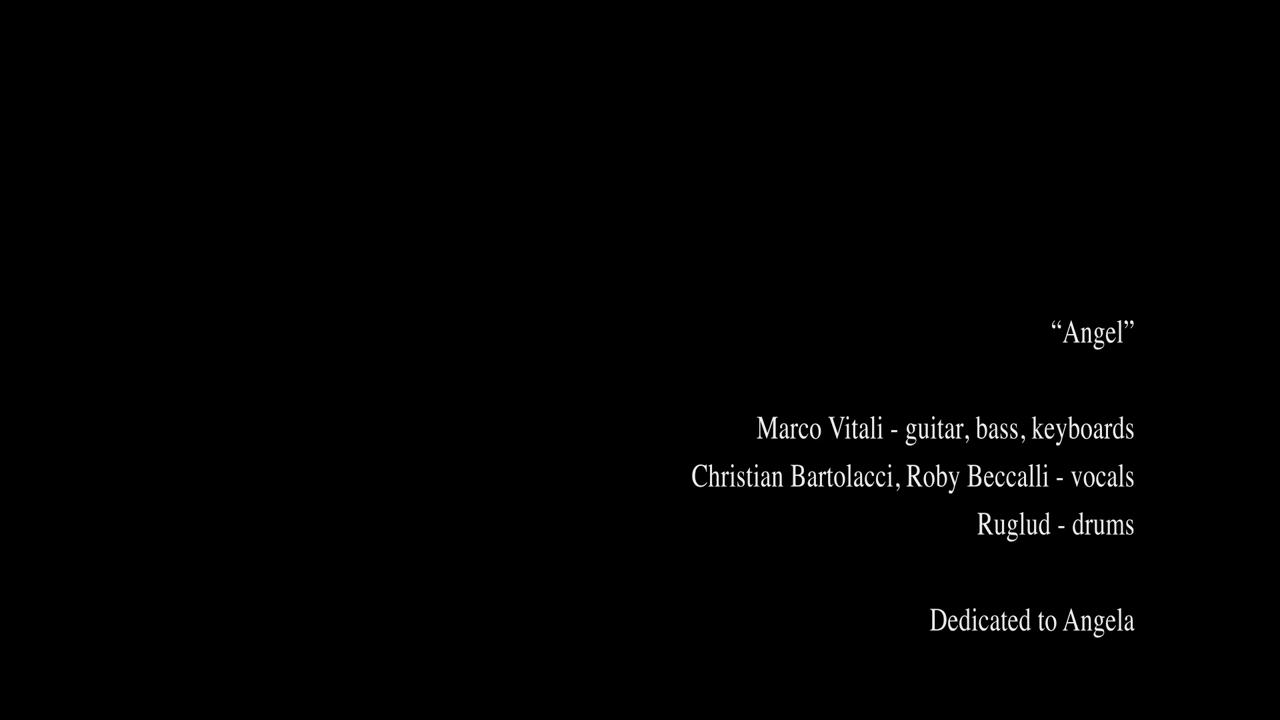 “Angel”
Marco Vitali - guitar, bass, keyboards
Christian Bartolacci, Roby Beccalli - vocals
Ruglud - drums
Dedicated to Angela